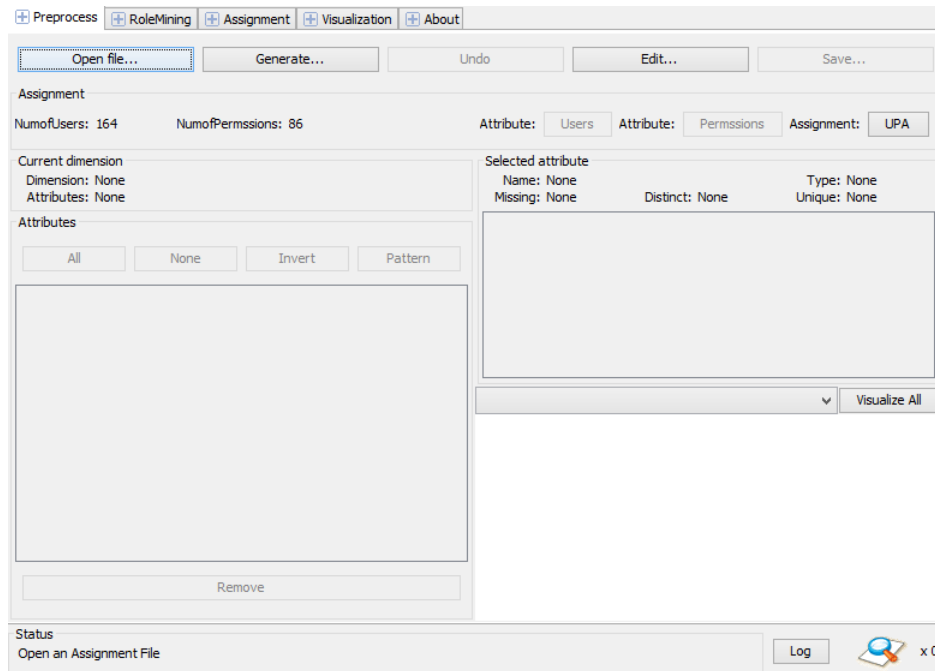 Preprocess RoleMining Assignment Visualization About
Open file... Generate... Undo Edit... Save...
Assignment
NumofUsers: 164 NumofPermssions: 86 Attribute: Users Attribute: Permssions Assignment: UPA
Current dimension
Dimension: None
Attributes: None
Selected attribute
Name: None Type: None
Missing: None Distinct: None Unique: None
Attributes
All None Invert Pattern
Visualize All
Remove
Status
Open an Assignment File
Log x 0